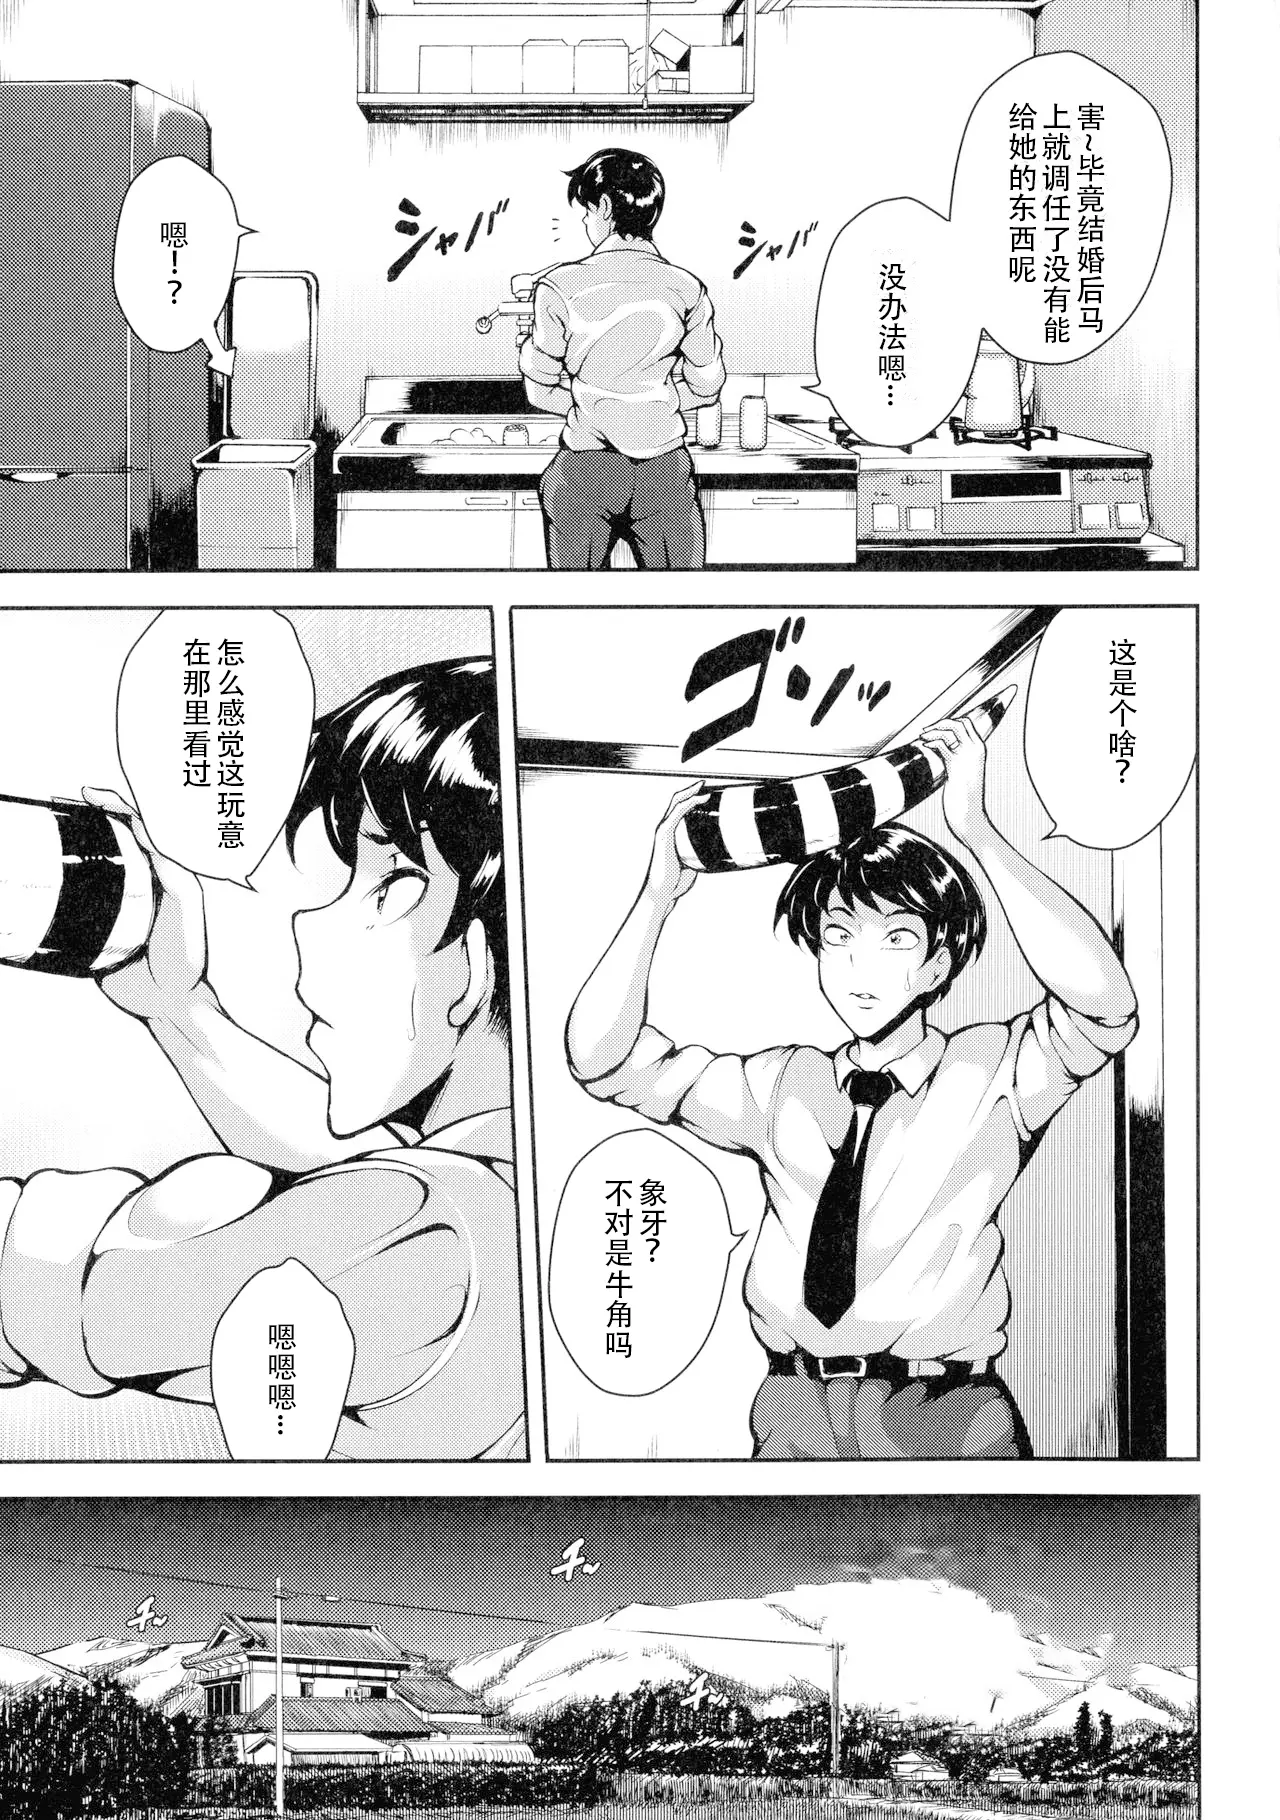 害~毕竟结婚后马
上就调任了没有能
给她的东西呢
没办法嗯…
シャバ
シャバ
嗯!?
这是个啥?
ゴソッ
象牙?
不对是牛角吗
怎么感觉这玩意
在那里看过
嗯嗯嗯…
チ~
チ~
チ~